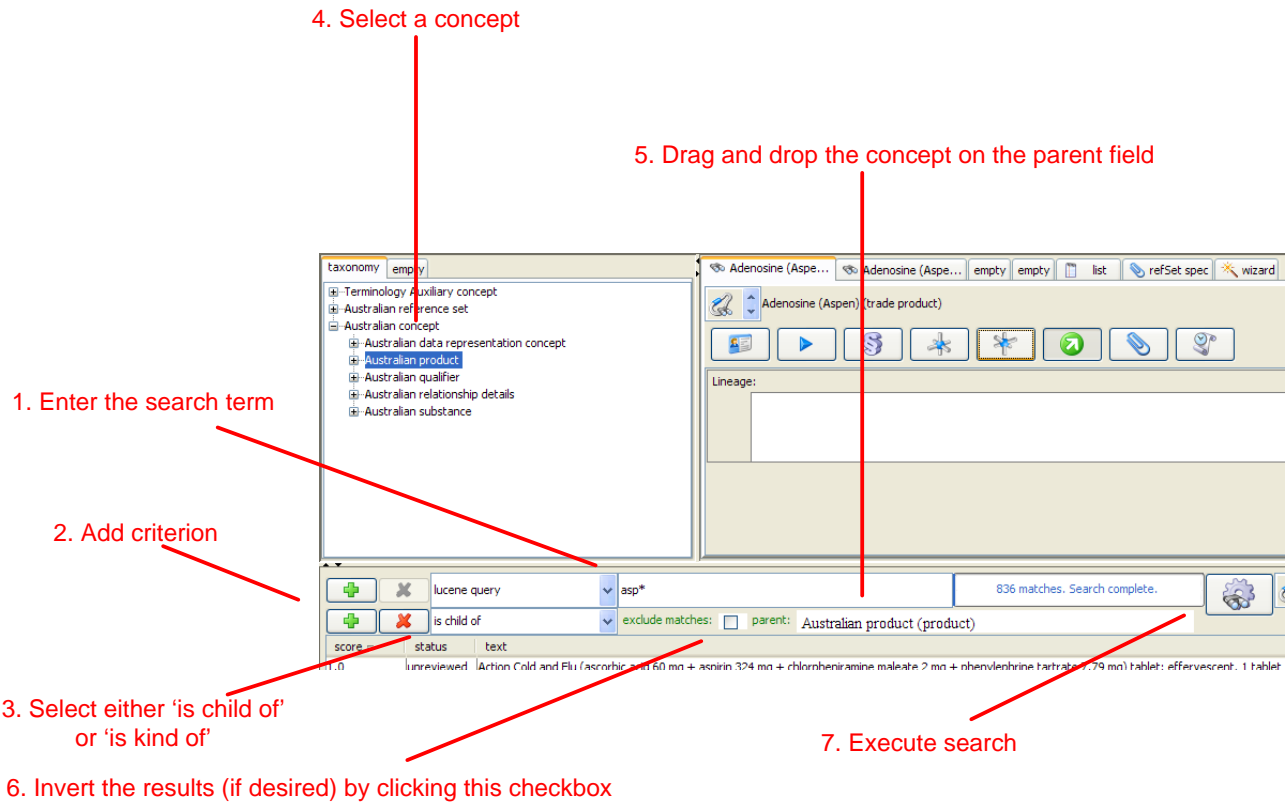 4. Select a concept
5. Drag and drop the concept on the parent field
taxonomy empty
Terminology Auxiliary concept
Australian reference set
Australian concept
Australian data representation concept
Australian product
Australian qualifier
Australian relationship details
Australian substance
Adenosine (Aspe... Adenosine (Aspe... empty empty list refSet spec wizard
Adenosine (Aspen) (trade product)
Lineage:
1. Enter the search term
2. Add criterion
lucene query asp* 836 matches. Search complete.
is child of exclude matches: parent: Australian product (product)
score status text
1.0 unreviewed Action Cold and Flu (ascorbic acid 60 mg + aspirin 324 mg + chlorpheniramine maleate 2 mg + phenylephrine tartrate 7.79 mg) tablet: effervescent, 1 tablet
3. Select either ‘is child of’
or ‘is kind of’
7. Execute search
6. Invert the results (if desired) by clicking this checkbox